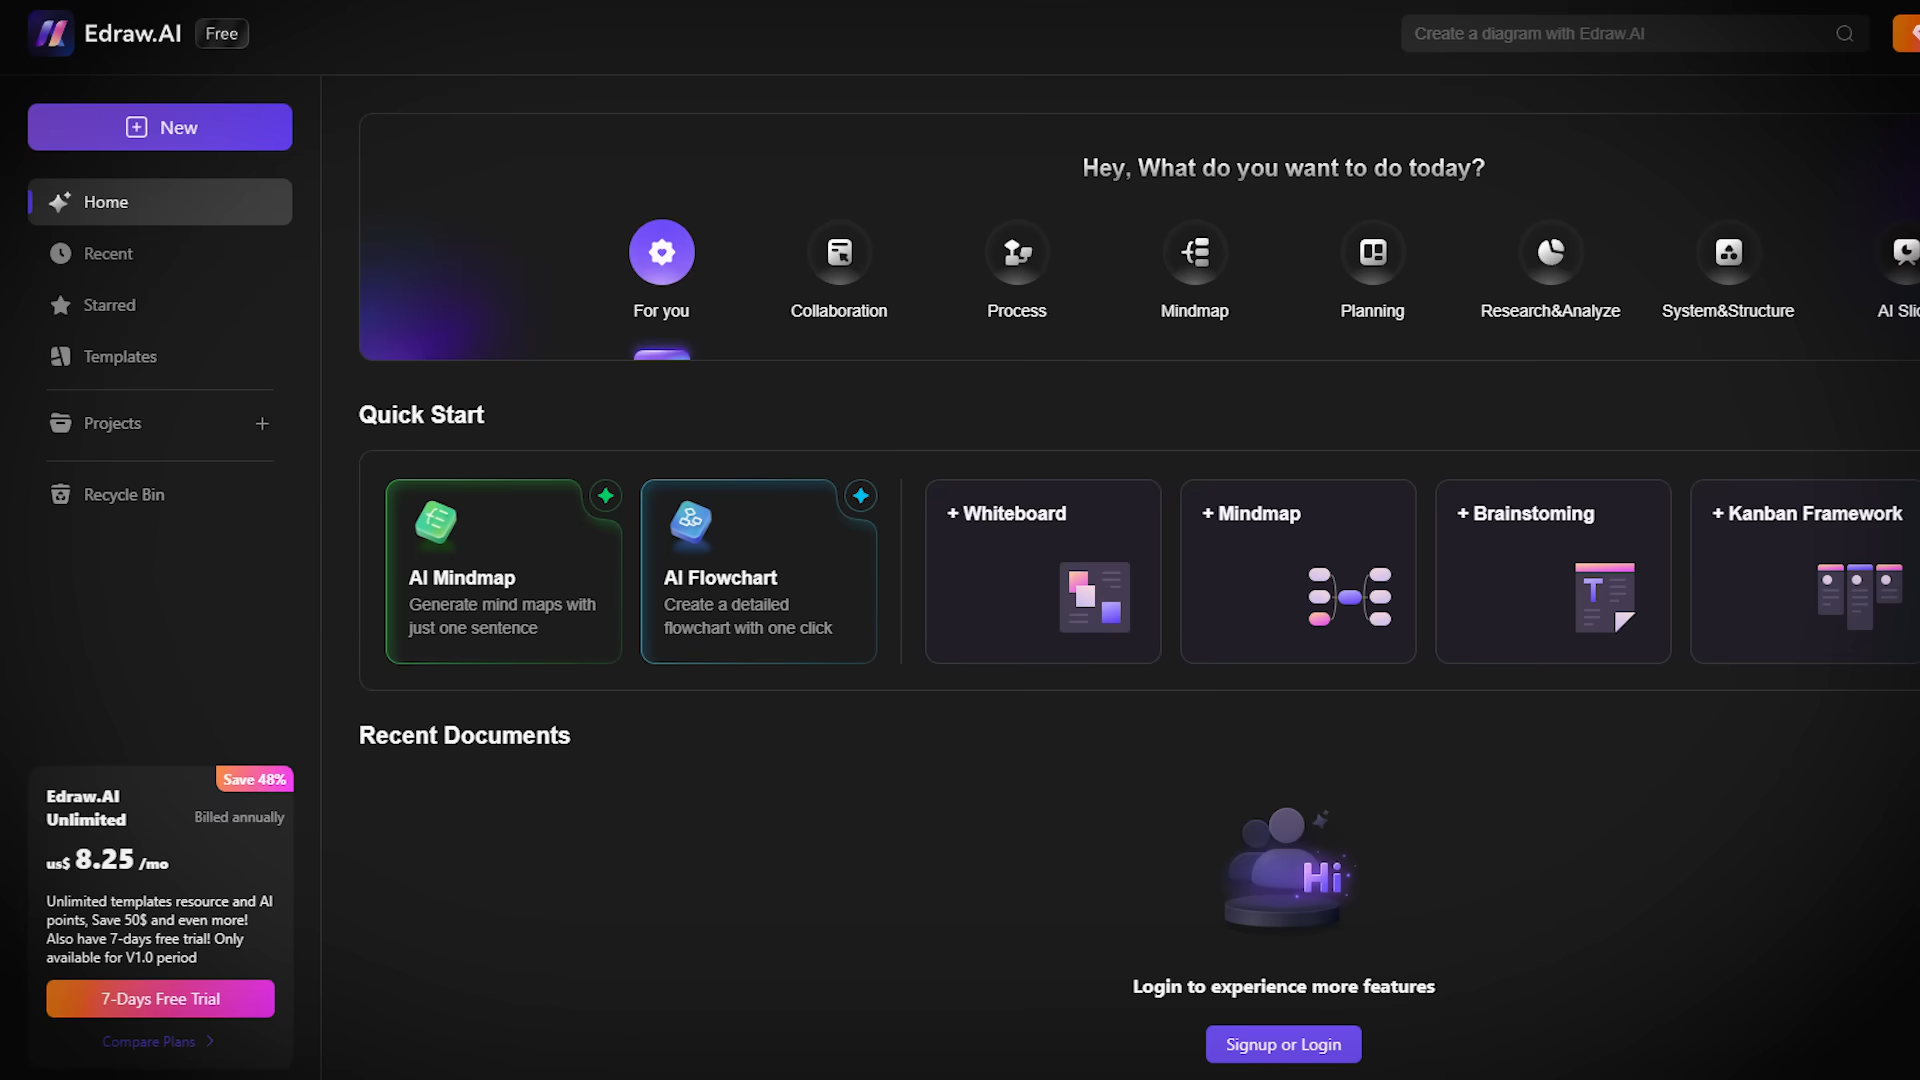 Edraw.AI
Free
Create a diagram with Edraw.AI
New
Home
Recent
Starred
Templates
Projects
Recycle Bin
Save 48%
Edraw.AI
Unlimited
Billed annually
us$ 8.25 /mo
Unlimited templates resource and AI
points, Save 50$ and even more!
Also have 7-days free trial! Only
available for V1.0 period
7-Days Free Trial
Compare Plans
Hey, What do you want to do today?
For you
Collaboration
Process
Mindmap
Planning
Research&Analyze
System&Structure
AI
Quick Start
AI Mindmap
Generate mind maps with
just one sentence
AI Flowchart
Create a detailed
flowchart with one click
+ Whiteboard
+ Mindmap
+ Brainstoming
T
+ Kanban Framework
Recent Documents
Hi
Login to experience more features
Signup or Login